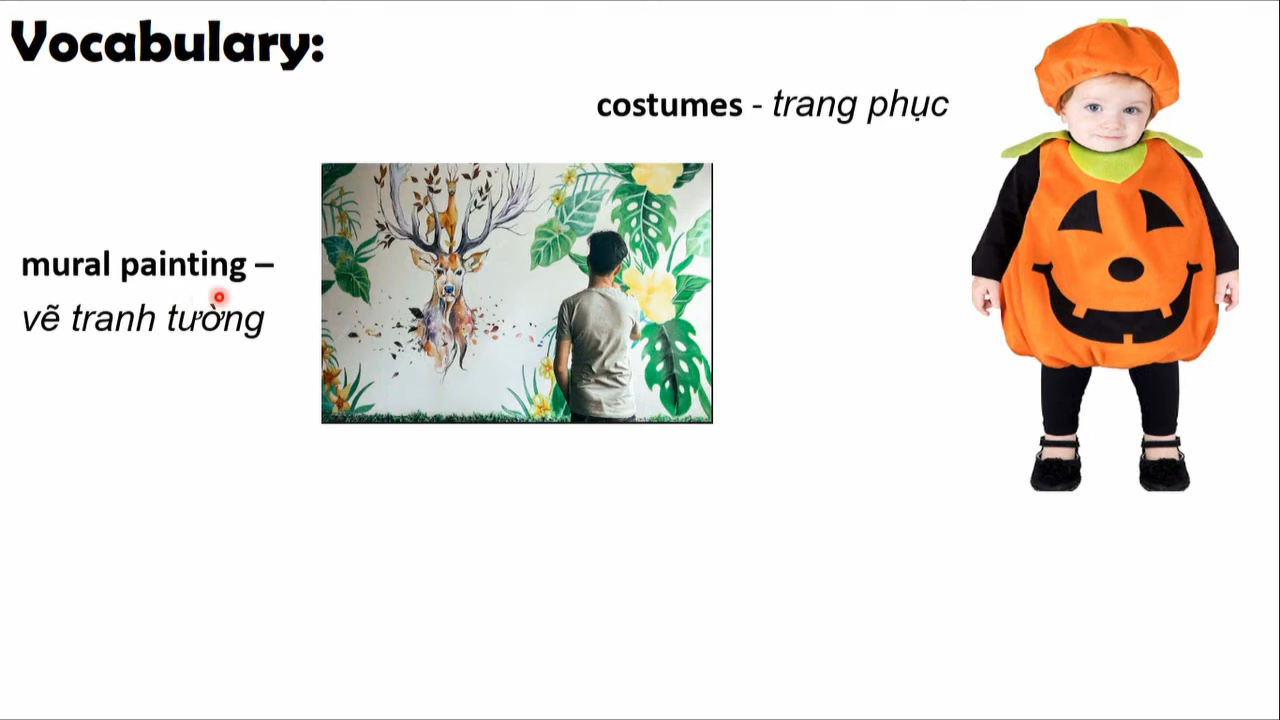 Vocabulary:
costumes - trang phục
mural painting –
vẽ tranh tường